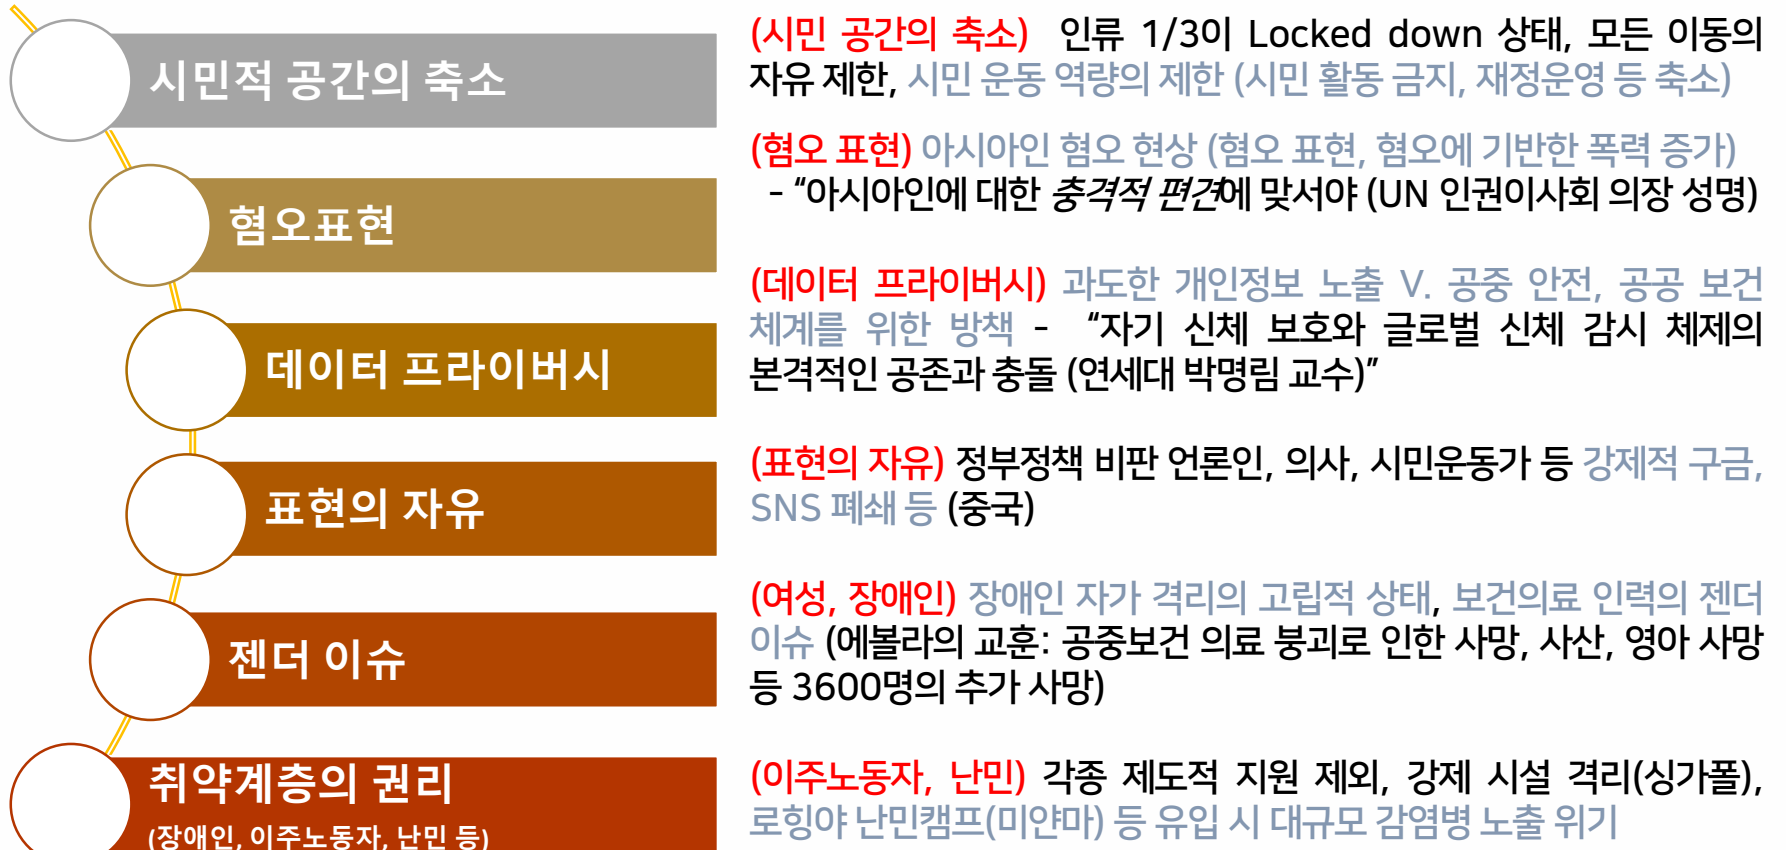 시민적 공간의 축소
(시민 공간의 축소) 인류 1/3이 Locked down 상태, 모든 이동의
자유 제한, 시민 운동 역량의 제한 (시민 활동 금지, 재정운영 등 축소)
혐오표현
(혐오 표현) 아시아인 혐오 현상 (혐오 표현, 혐오에 기반한 폭력 증가)
- “아시아인에 대한 충격적 편견에 맞서야 (UN 인권이사회 의장 성명)
데이터 프라이버시
(데이터 프라이버시) 과도한 개인정보 노출 V. 공중 안전, 공공 보건
체계를 위한 방책 - “자기 신체 보호와 글로벌 신체 감시 체제의
본격적인 공존과 충돌 (연세대 박명림 교수)”
표현의 자유
(표현의 자유) 정부정책 비판 언론인, 의사, 시민운동가 등 강제적 구금,
SNS 폐쇄 등 (중국)
젠더 이슈
(여성, 장애인) 장애인 자가 격리의 고립적 상태, 보건의료 인력의 젠더
이슈 (에볼라의 교훈: 공중보건 의료 붕괴로 인한 사망, 사산, 영아 사망
등 3600명의 추가 사망)
취약계층의 권리
(장애인, 이주노동자, 난민 등)
(이주노동자, 난민) 각종 제도적 지원 제외, 강제 시설 격리(싱가폴),
로힝야 난민캠프(미얀마) 등 유입 시 대규모 감염병 노출 위기